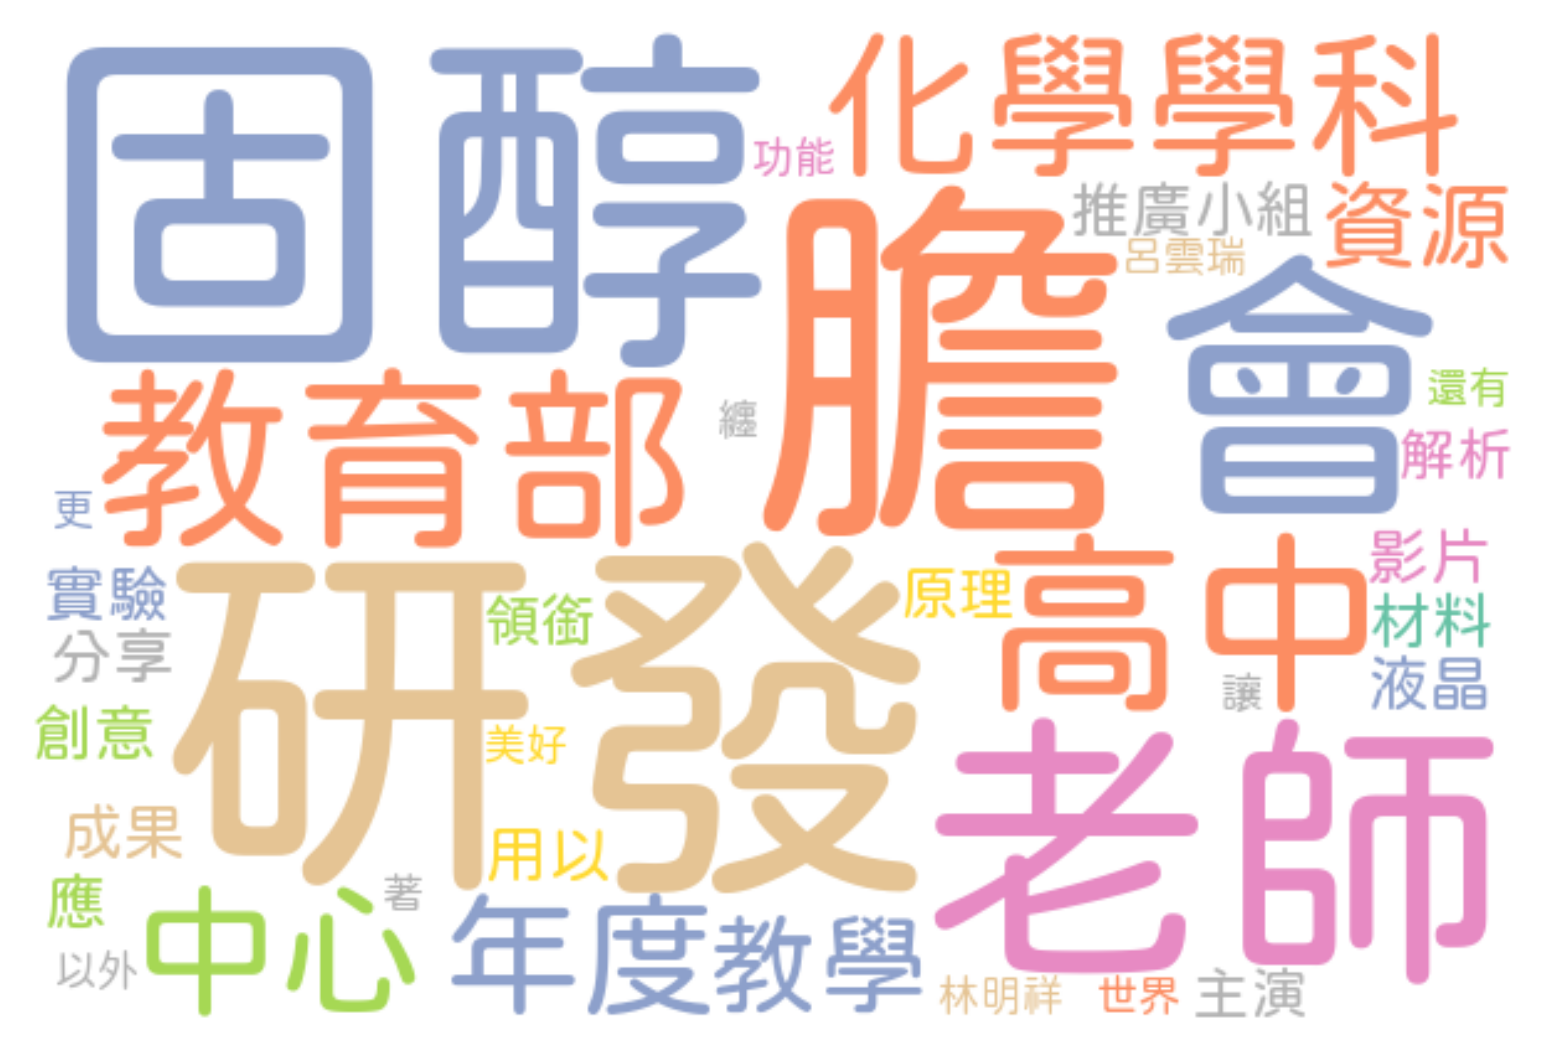 固醇
功能
化學學科
推廣小組
資源
呂雲瑞
膽
會
還有
解析
教育部
纏
更
研發
實驗
分享
領銜
原理
高中
影片
材料
液晶
讓
創意
美好
老師
成果
用以
應
著
中心
以外
年度教學
林明祥
世界
主演